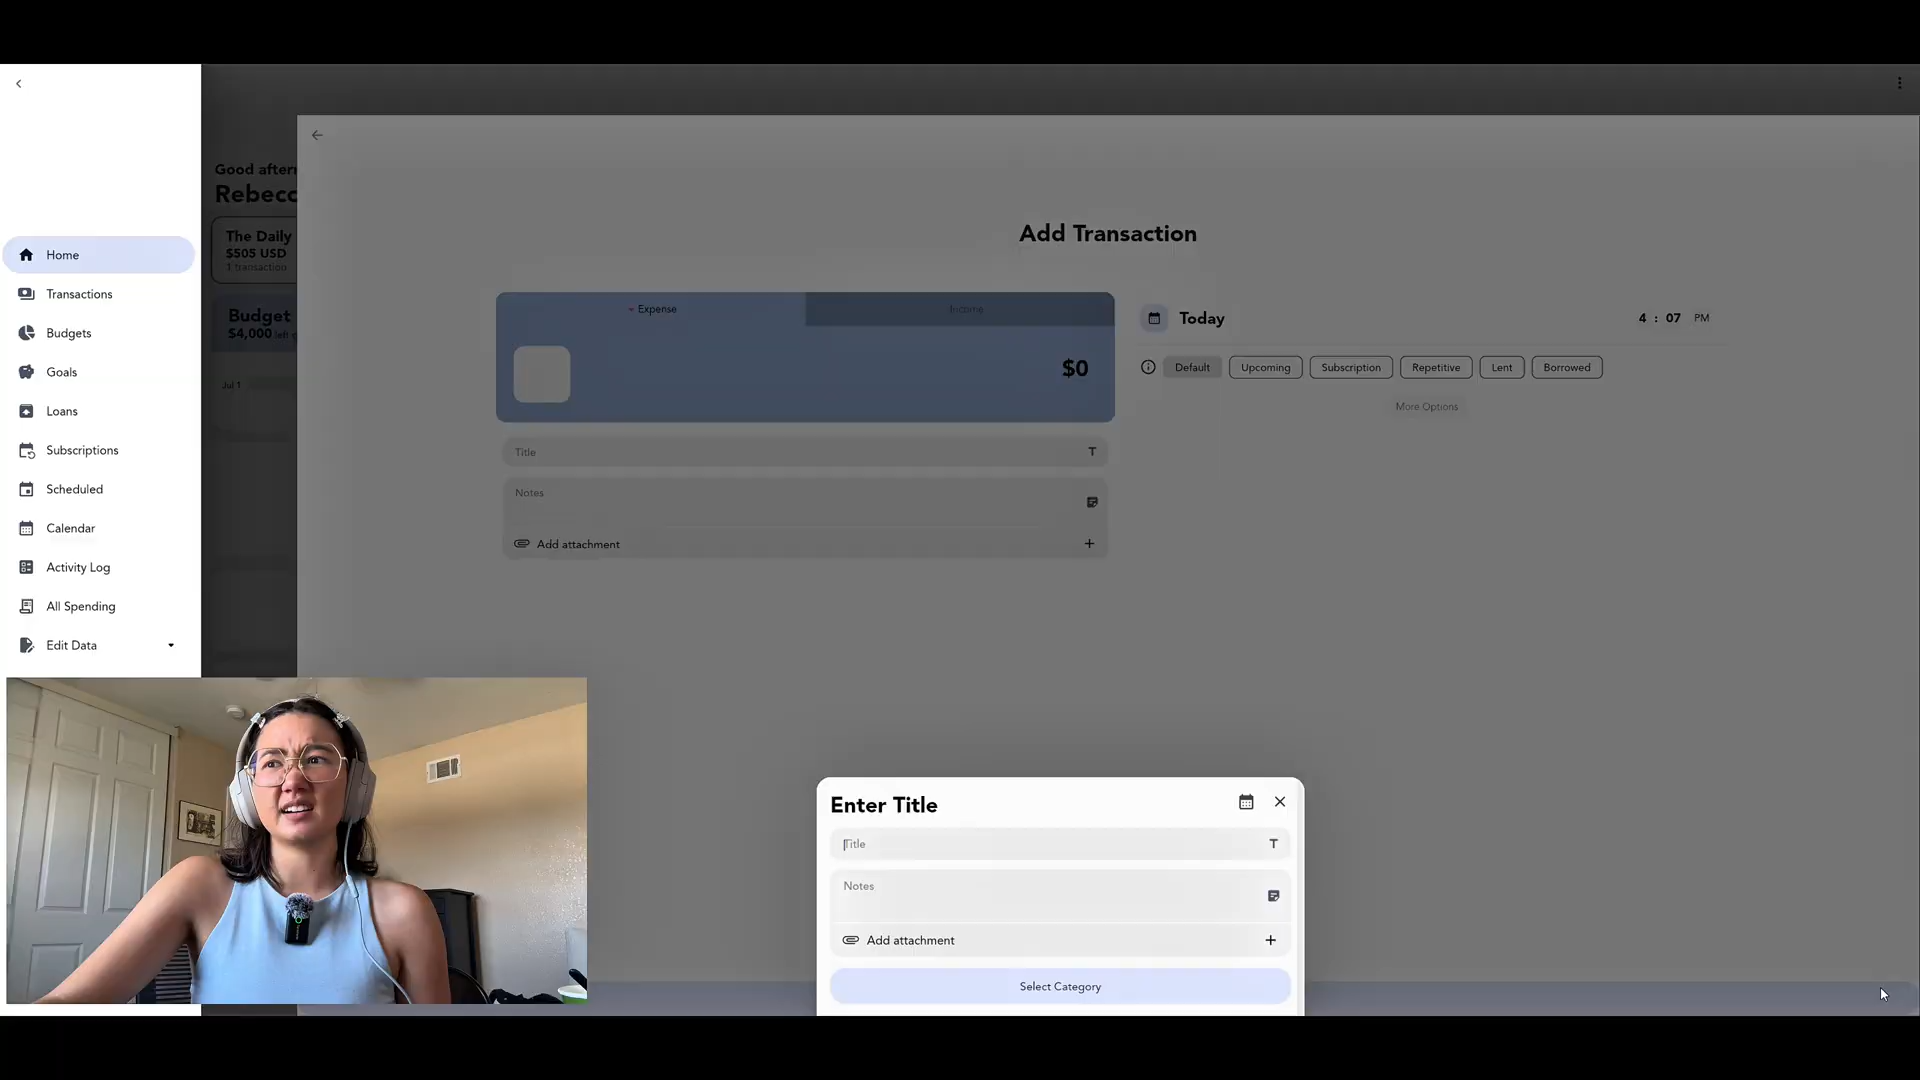 Home
Transactions
Budgets
Goals
Loans
Subscriptions
Scheduled
Calendar
Activity Log
All Spending
Edit Data
Good after
Rebecc
The Daily
$505 USD
1 transaction
Budget
$4,000 left
Jul 1
Add Transaction
Expense
Income
$0
Title
T
Notes
Add attachment
Today
4 : 07 PM
Default
Upcoming
Subscription
Repetitive
Lent
Borrowed
More Options
Enter Title
Title
T
Notes
Add attachment
Select Category